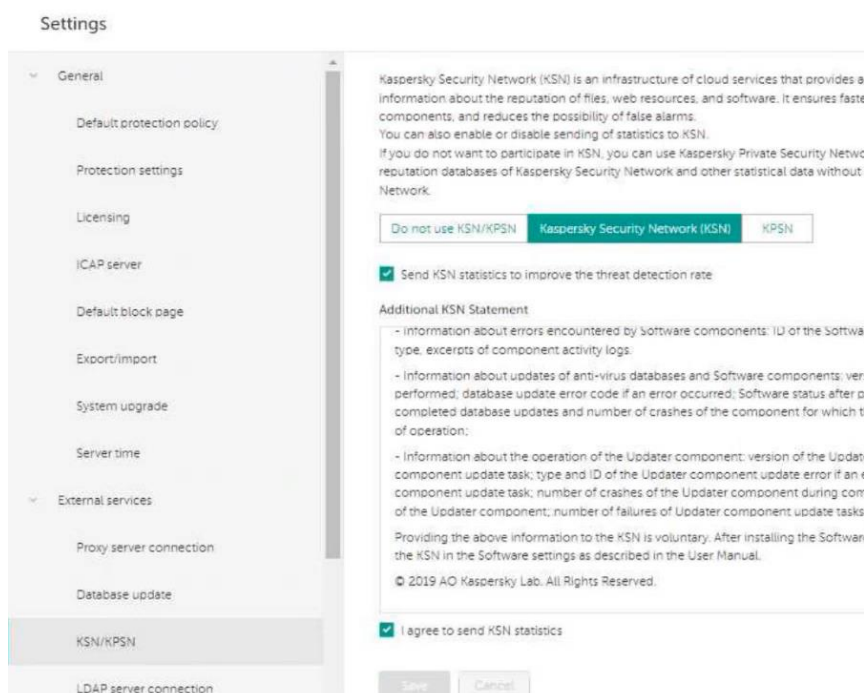 Settings
General
Default protection policy
Protection settings
Licensing
ICAP server
Default block page
Export/import
System upgrade
Server time
External services
Proxy server connection
Database update
KSN/KPSN
LDAP server connection
Kaspersky Security Network (KSN) is an infrastructure of cloud services that provides a
information about the reputation of files, web resources, and software. It ensures faste
components, and reduces the possibility of false alarms.
You can also enable or disable sending of statistics to KSN.
If you do not want to participate in KSN, you can use Kaspersky Private Security Netwo
reputation databases of Kaspersky Security Network and other statistical data without
Network.
Do not use KSN/KPSN Kaspersky Security Network (KSN) KPSN
Send KSN statistics to improve the threat detection rate
Additional KSN Statement
- Information about errors encountered by Software components: ID of the Softwa
type, excerpts of component activity logs.
- Information about updates of anti-virus databases and Software components: ver
performed; database update error code if an error occurred; Software status after p
completed database updates and number of crashes of the component for which t
of operation;
- Information about the operation of the Updater component: version of the Update
component update task; type and ID of the Updater component update error if an e
component update task; number of crashes of the Updater component during com
of the Updater component; number of failures of Updater component update tasks
Providing the above information to the KSN is voluntary. After installing the Software
the KSN in the Software settings as described in the User Manual.
© 2019 AO Kaspersky Lab. All Rights Reserved.
I agree to send KSN statistics
Save Cancel